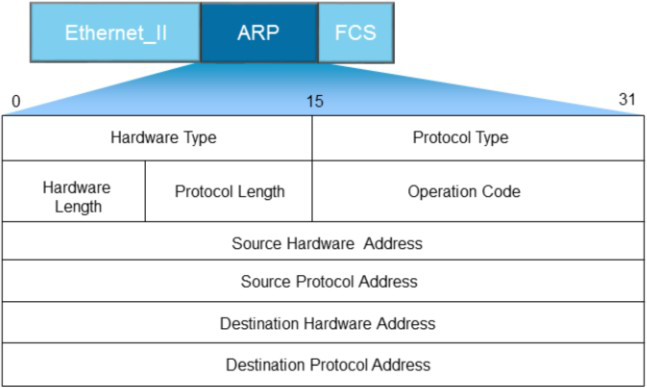 Ethernet_II ARP FCS
0 15 31
Hardware Type Protocol Type
Hardware
Length
Protocol Length Operation Code
Source Hardware Address
Source Protocol Address
Destination Hardware Address
Destination Protocol Address